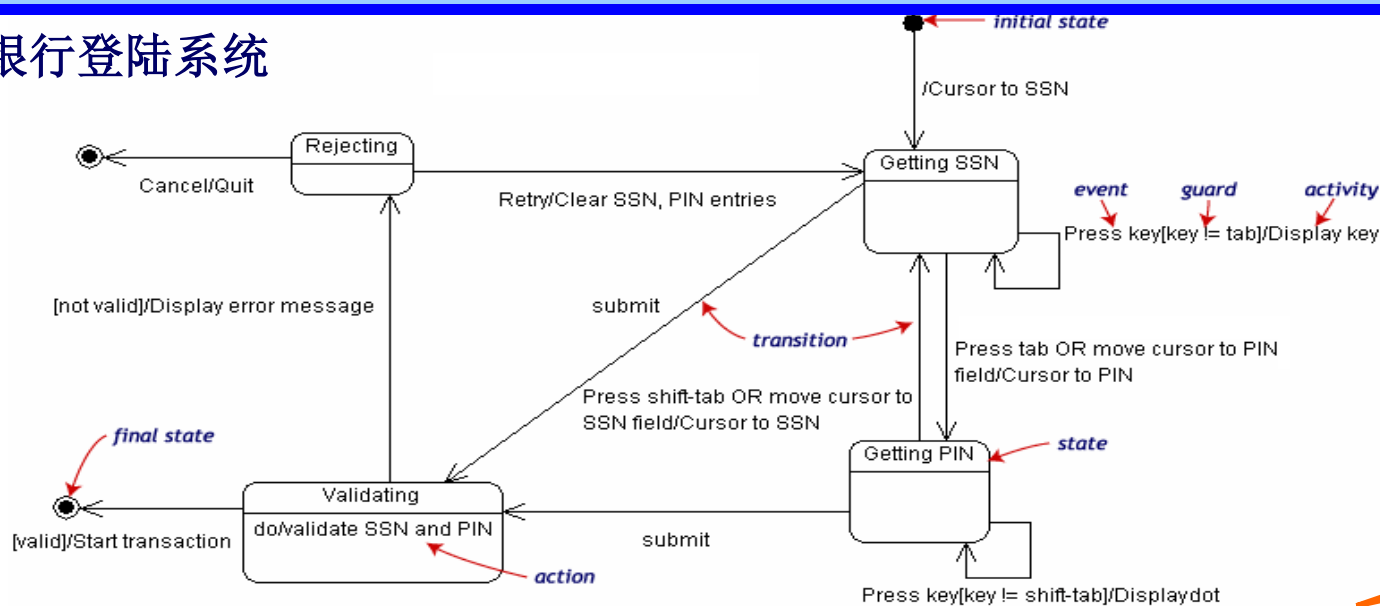 银行登陆系统
initial state
/Cursor to SSN
Rejecting
Getting SSN
Cancel/Quit
Retry/Clear SSN, PIN entries
event guard activity
Press key[key != tab]/Display key
[not valid]/Display error message
submit
transition
Press tab OR move cursor to PIN
field/Cursor to PIN
Press shift-tab OR move cursor to
SSN field/Cursor to SSN
final state
Getting PIN
state
Validating
do/validate SSN and PIN
[valid]/Start transaction
submit
action
Press key[key != shift-tab]/Displaydot